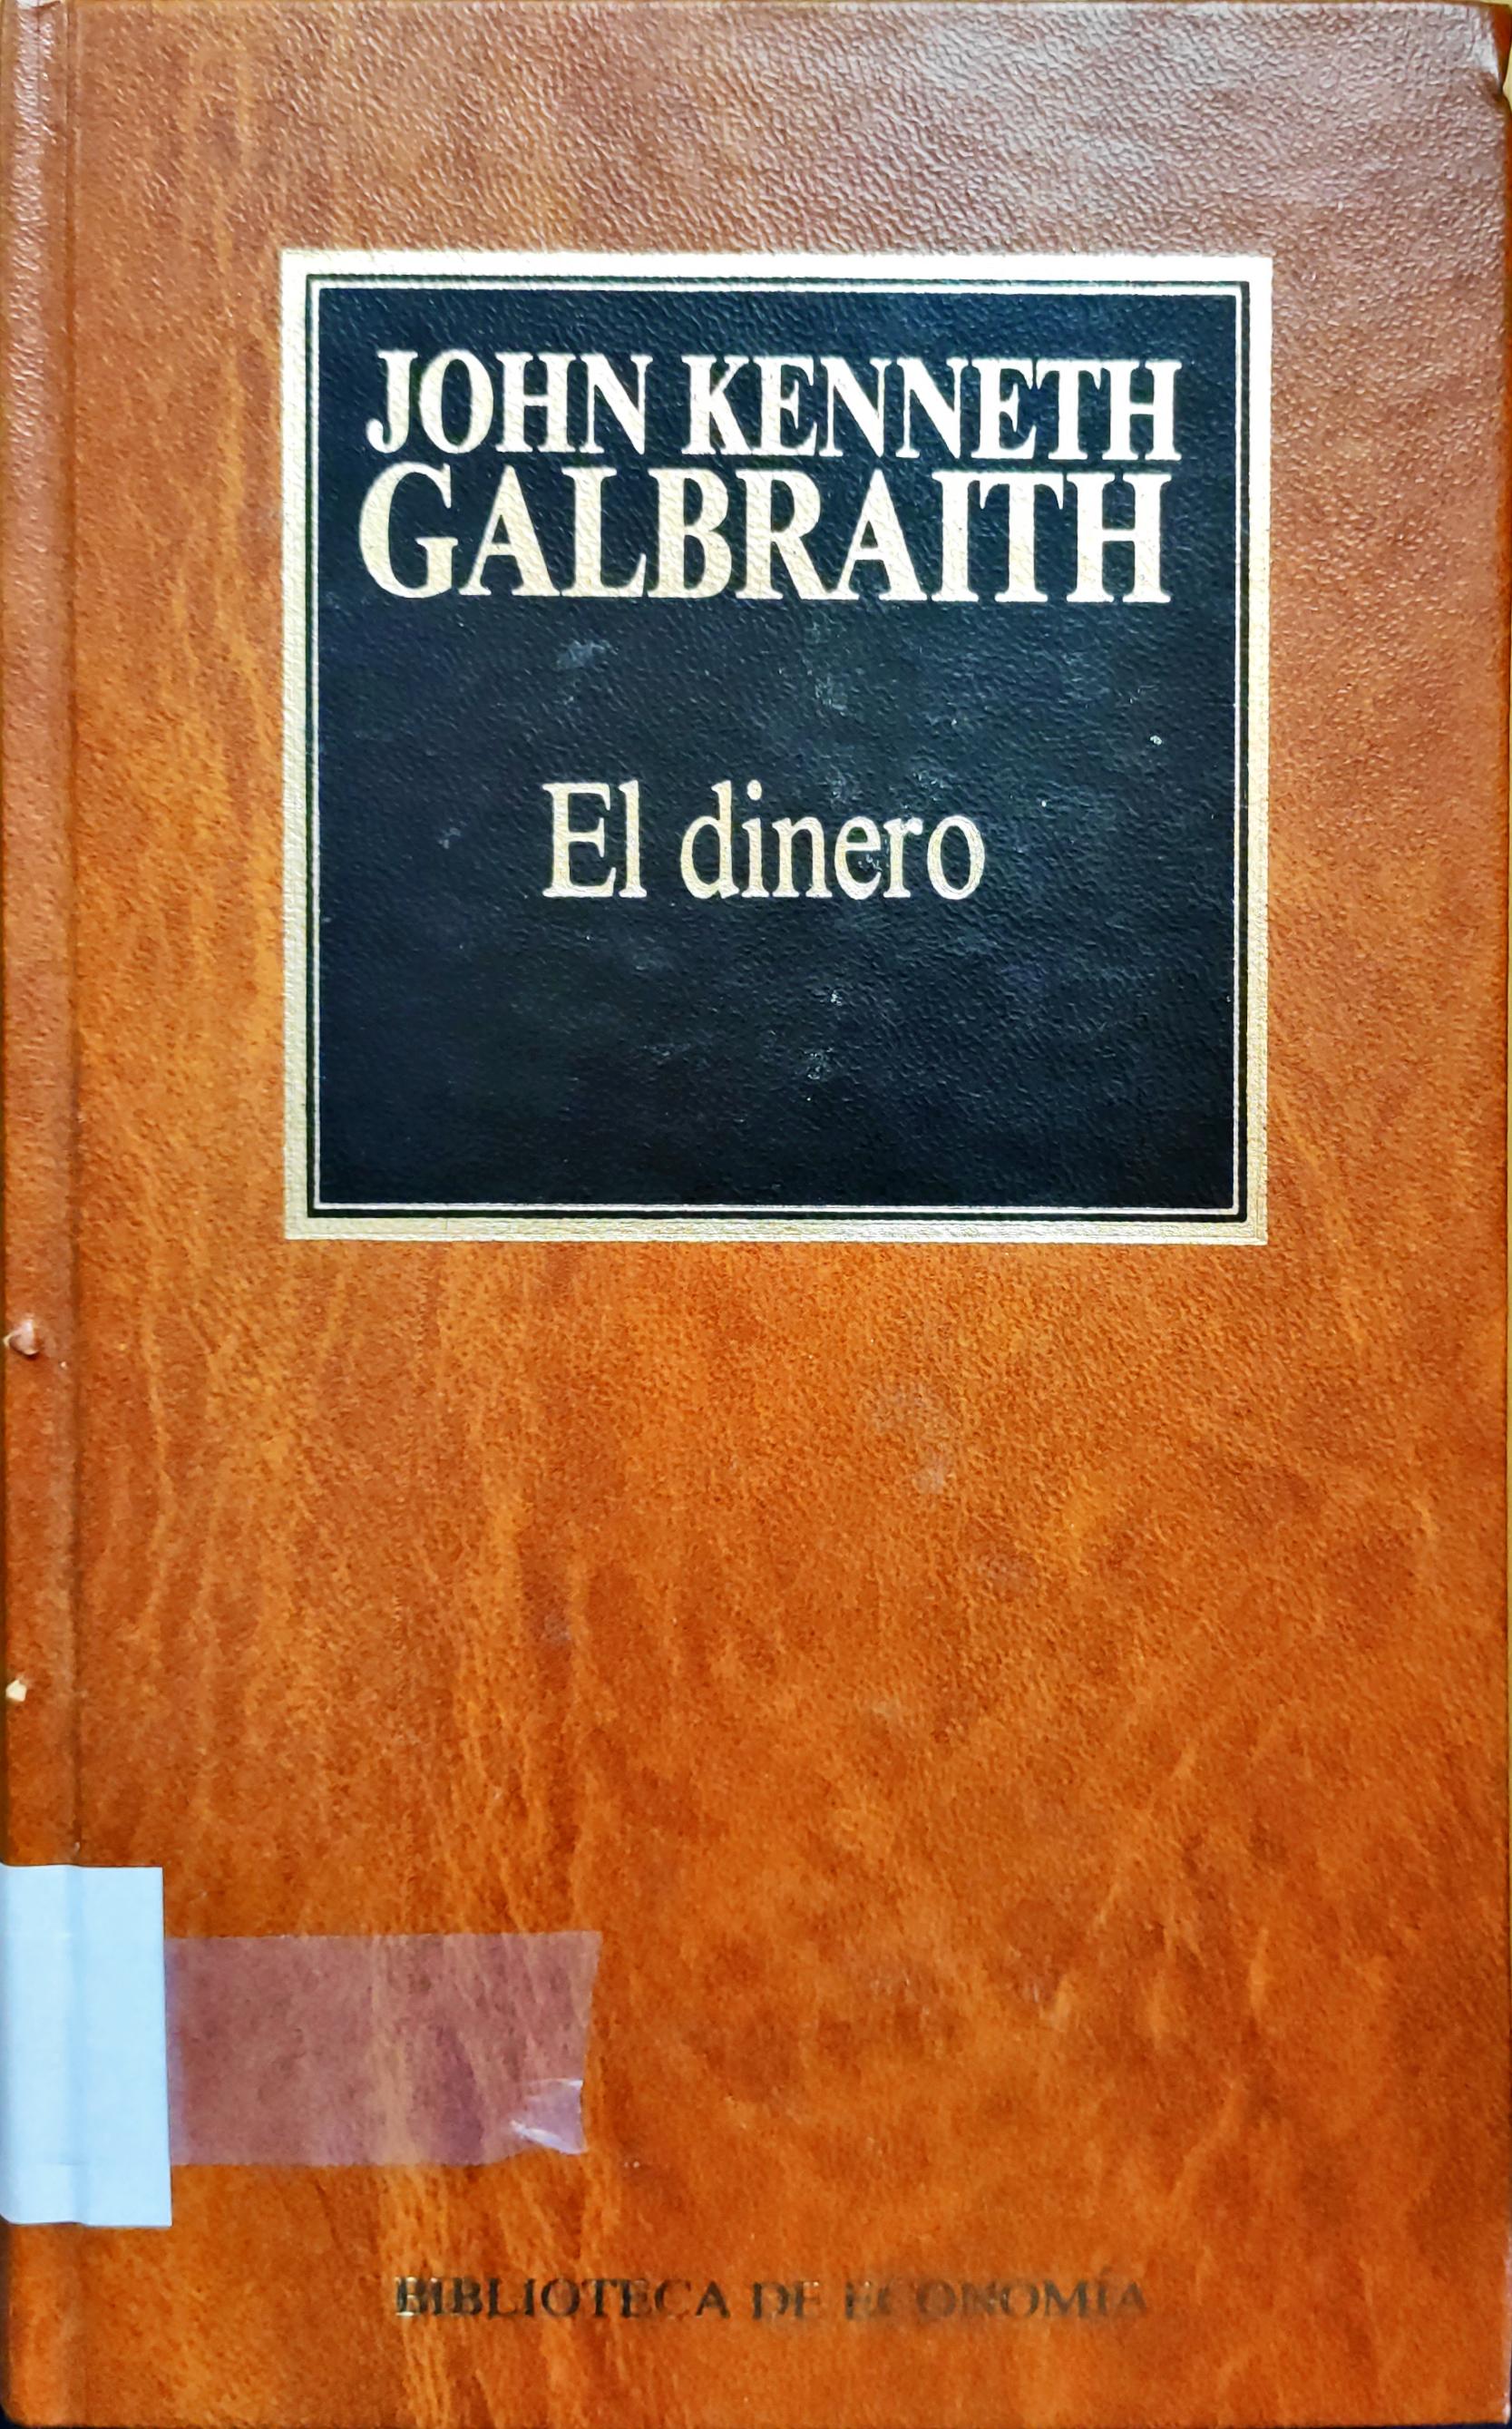 JOHN KENNETH
GALBRAITH
El dinero
BIBLIOTECA DE ECONOMÍA